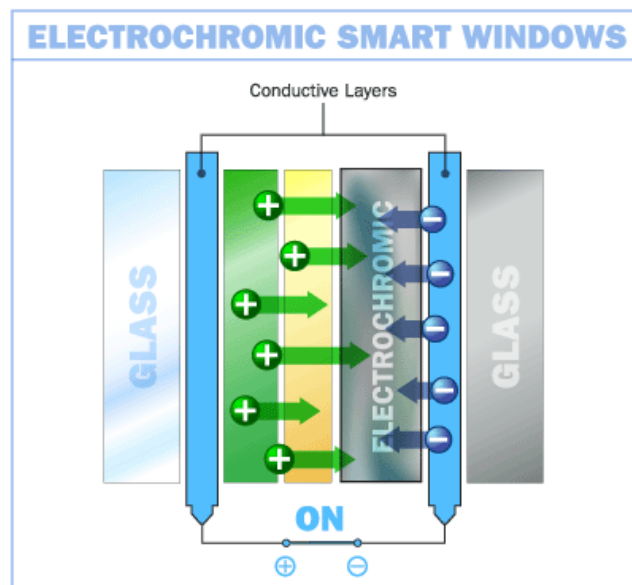 ELECTROCHROMIC SMART WINDOWS
Conductive Layers
GLASS
ELECTROCHROMIC
GLASS
ON